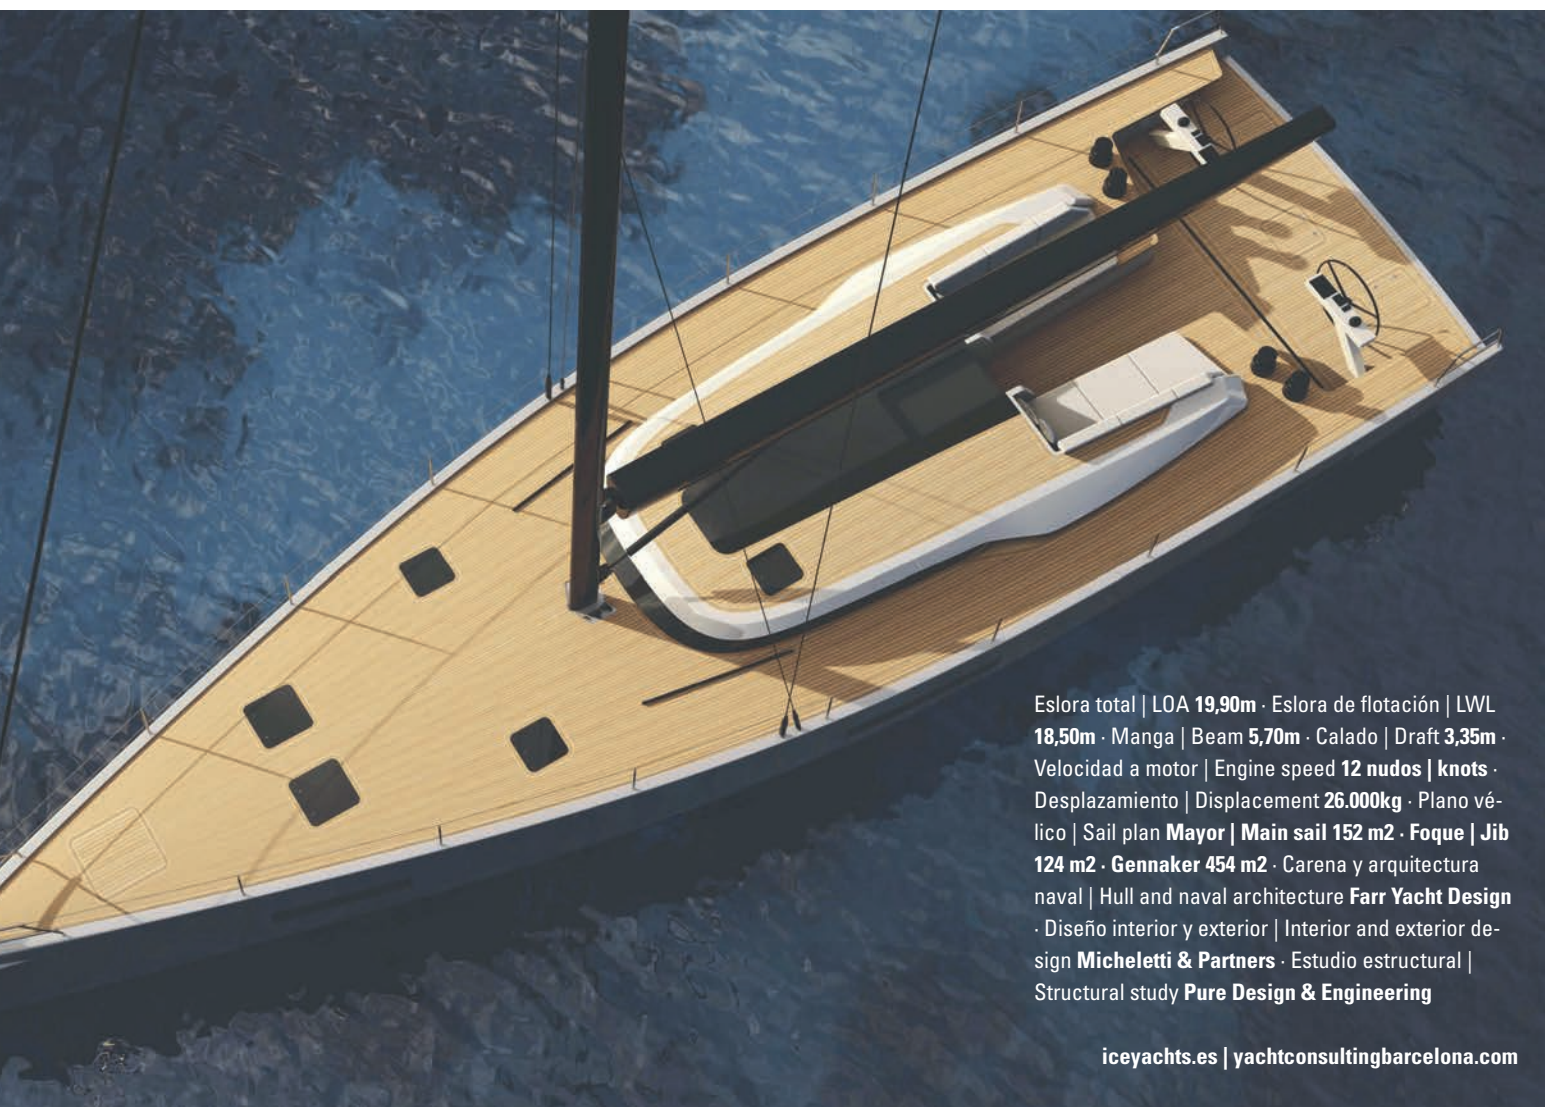 Eslora total | LOA 19,90m · Eslora de flotación | LWL
18,50m · Manga | Beam 5,70m · Calado | Draft 3,35m ·
Velocidad a motor | Engine speed 12 nudos | knots ·
Desplazamiento | Displacement 26.000kg · Plano vé-
lico | Sail plan Mayor | Main sail 152 m2 · Foque | Jib
124 m2 · Gennaker 454 m2 · Carena y arquitectura
naval | Hull and naval architecture Farr Yacht Design
· Diseño interior y exterior | Interior and exterior de-
sign Micheletti & Partners · Estudio estructural |
Structural study Pure Design & Engineering
iceyachts.es | yachtconsultingbarcelona.com